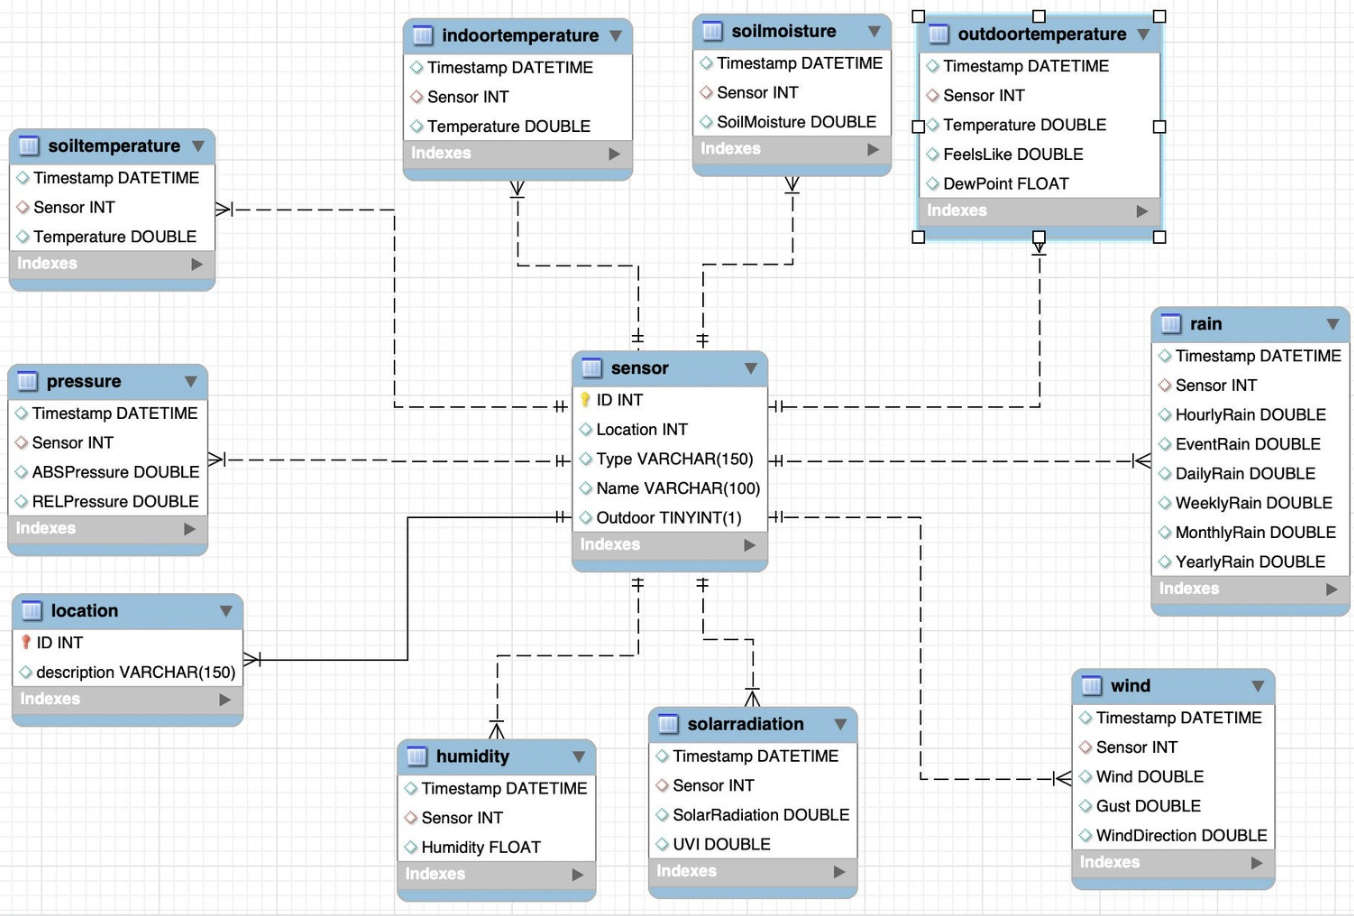 indoortemperature
Timestamp DATETIME
Sensor INT
Temperature DOUBLE
Indexes
soilmoisture
Timestamp DATETIME
Sensor INT
SoilMoisture DOUBLE
Indexes
outdoortemperature
Timestamp DATETIME
Sensor INT
Temperature DOUBLE
FeelsLike DOUBLE
DewPoint FLOAT
Indexes
soiltemperature
Timestamp DATETIME
Sensor INT
Temperature DOUBLE
Indexes
rain
Timestamp DATETIME
Sensor INT
HourlyRain DOUBLE
EventRain DOUBLE
DailyRain DOUBLE
WeeklyRain DOUBLE
MonthlyRain DOUBLE
YearlyRain DOUBLE
Indexes
sensor
ID INT
Location INT
Type VARCHAR(150)
Name VARCHAR(100)
Outdoor TINYINT(1)
Indexes
pressure
Timestamp DATETIME
Sensor INT
ABSPressure DOUBLE
RELPressure DOUBLE
Indexes
location
ID INT
description VARCHAR(150)
Indexes
humidity
Timestamp DATETIME
Sensor INT
Humidity FLOAT
Indexes
solarradiation
Timestamp DATETIME
Sensor INT
SolarRadiation DOUBLE
UVI DOUBLE
Indexes
wind
Timestamp DATETIME
Sensor INT
Wind DOUBLE
Gust DOUBLE
WindDirection DOUBLE
Indexes